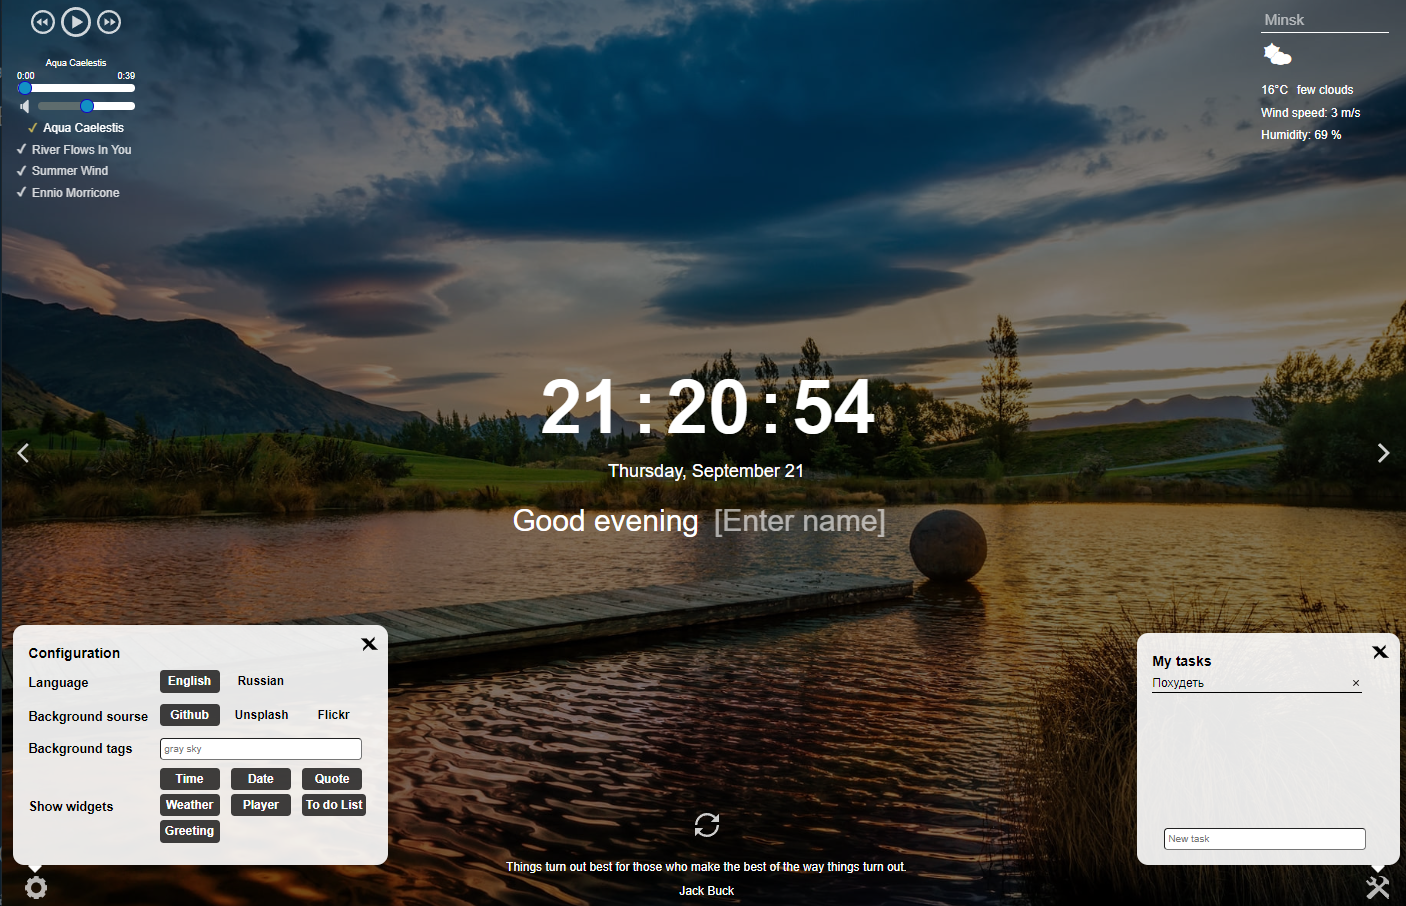 Aqua Caelestis
0:00 0:39
Aqua Caelestis
River Flows In You
Summer Wind
Ennio Morricone
Minsk
16°C few clouds
Wind speed: 3 m/s
Humidity: 69 %
21 : 20 : 54
Thursday, September 21
Good evening [Enter name]
Configuration
Language English Russian
Background sourse Github Unsplash Flickr
Background tags gray sky
Time Date Quote
Show widgets Weather Player To do List
Greeting
My tasks
Похудеть ×
New task
Things turn out best for those who make the best of the way things turn out.
Jack Buck